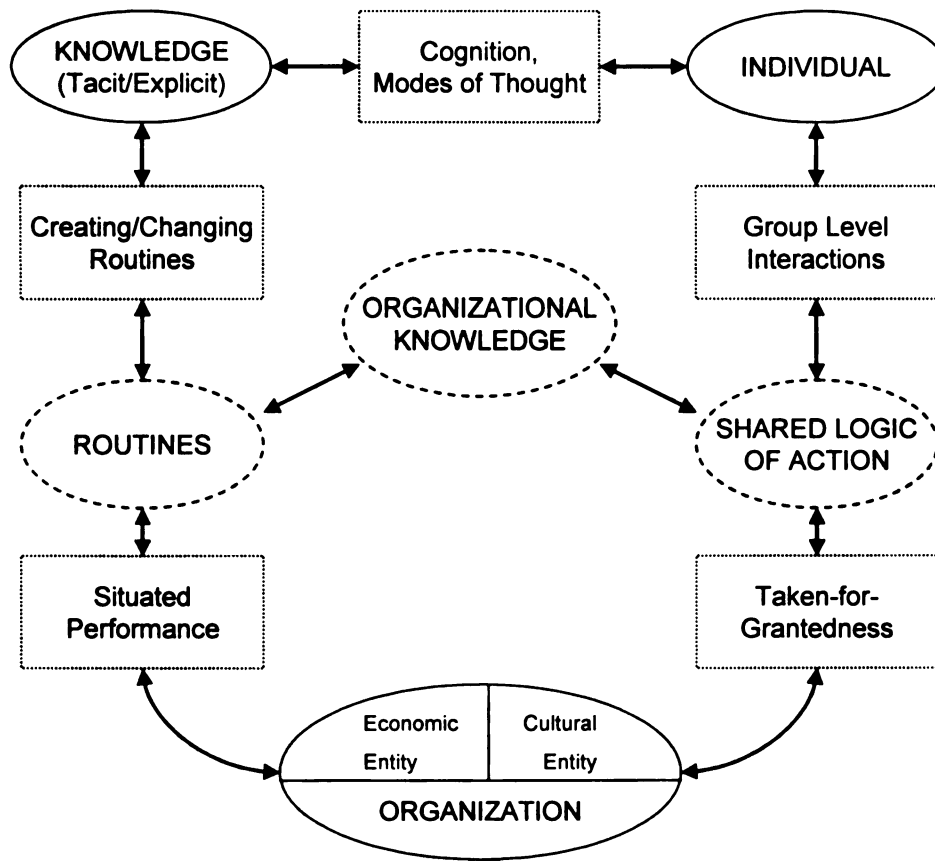 KNOWLEDGE
(Tacit/Explicit)
Cognition,
Modes of Thought
INDIVIDUAL
Creating/Changing
Routines
Group Level
Interactions
ORGANIZATIONAL
KNOWLEDGE
ROUTINES
SHARED LOGIC
OF ACTION
Situated
Performance
Taken-for-
Grantedness
Economic
Entity
Cultural
Entity
ORGANIZATION